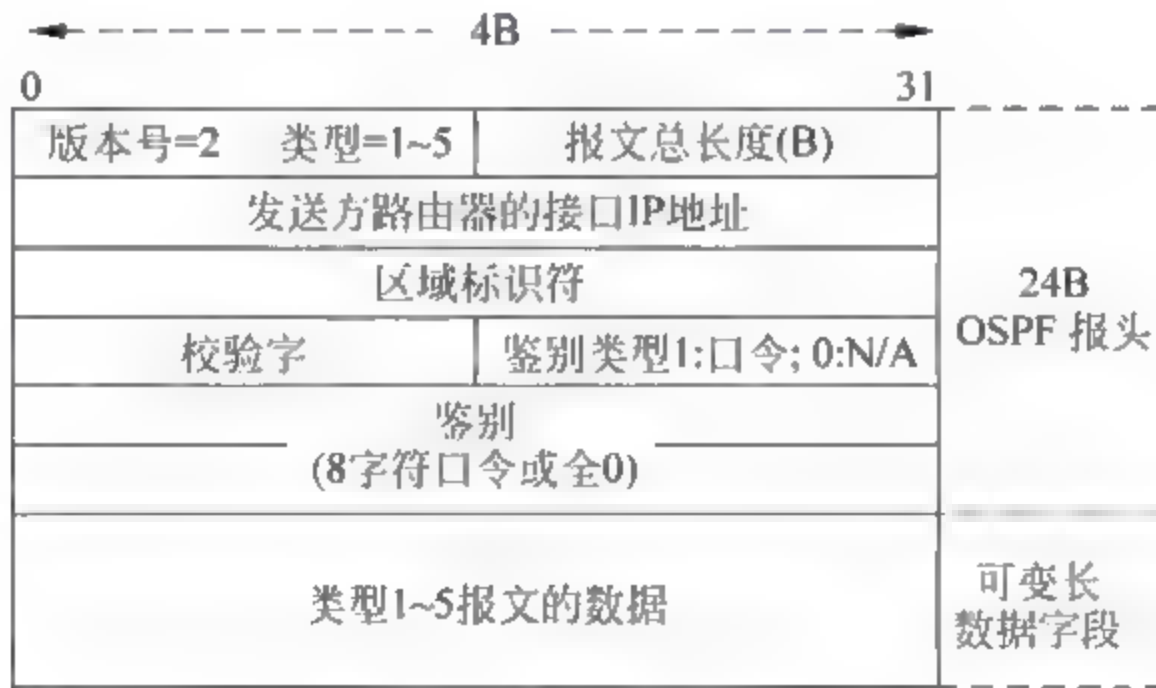 4B
0 31
版本号=2 类型=1~5 报文总长度(B)
发送方路由器的接口IP地址
区域标识符
校验字 鉴别类型1:口令; 0:N/A
鉴别
(8字符口令或全0)
24B
OSPF 报头
类型1~5报文的数据
可变长
数据字段